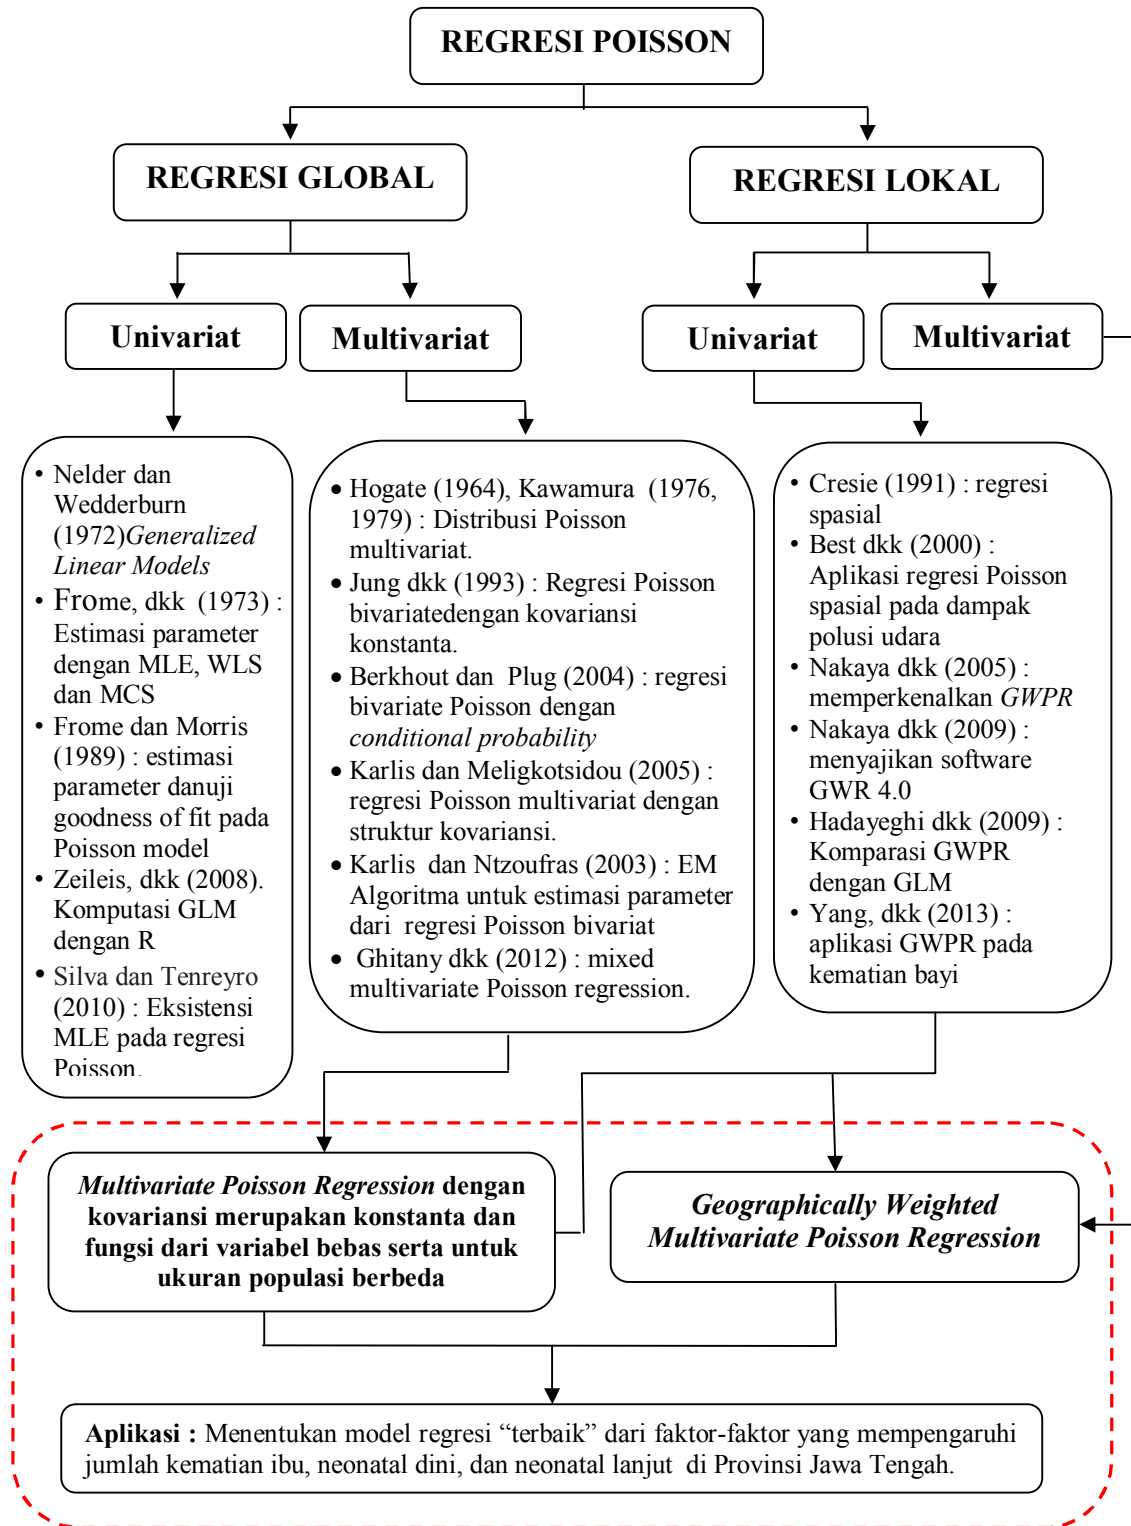 REGRESI POISSON
REGRESI GLOBAL
REGRESI LOKAL
Univariat
Multivariat
Univariat
Multivariat
• Nelder dan
Wedderburn
(1972)Generalized
Linear Models
• Frome, dkk (1973) :
Estimasi parameter
dengan MLE, WLS
dan MCS
• Frome dan Morris
(1989) : estimasi
parameter danuji
goodness of fit pada
Poisson model
• Zeileis, dkk (2008).
Komputasi GLM
dengan R
• Silva dan Tenreyro
(2010) : Eksistensi
MLE pada regresi
Poisson.
• Hogate (1964), Kawamura (1976,
1979) : Distribusi Poisson
multivariat.
• Jung dkk (1993) : Regresi Poisson
bivariatedengan kovariansi
konstanta.
• Berkhout dan Plug (2004) : regresi
bivariate Poisson dengan
conditional probability
• Karlis dan Meligkotsidou (2005) :
regresi Poisson multivariat dengan
struktur kovariansi.
• Karlis dan Ntzoufras (2003) : EM
Algoritma untuk estimasi parameter
dari regresi Poisson bivariat
• Ghitany dkk (2012) : mixed
multivariate Poisson regression.
• Cresie (1991) : regresi
spasial
• Best dkk (2000) :
Aplikasi regresi Poisson
spasial pada dampak
polusi udara
• Nakaya dkk (2005) :
memperkenalkan GWPR
• Nakaya dkk (2009) :
menyajikan software
GWR 4.0
• Hadayeghi dkk (2009) :
Komparasi GWPR
dengan GLM
• Yang, dkk (2013) :
aplikasi GWPR pada
kematian bayi
Multivariate Poisson Regression dengan
kovariansi merupakan konstanta dan
fungsi dari variabel bebas serta untuk
ukuran populasi berbeda
Geographically Weighted
Multivariate Poisson Regression
Aplikasi : Menentukan model regresi “terbaik” dari faktor-faktor yang mempengaruhi
jumlah kematian ibu, neonatal dini, dan neonatal lanjut di Provinsi Jawa Tengah.